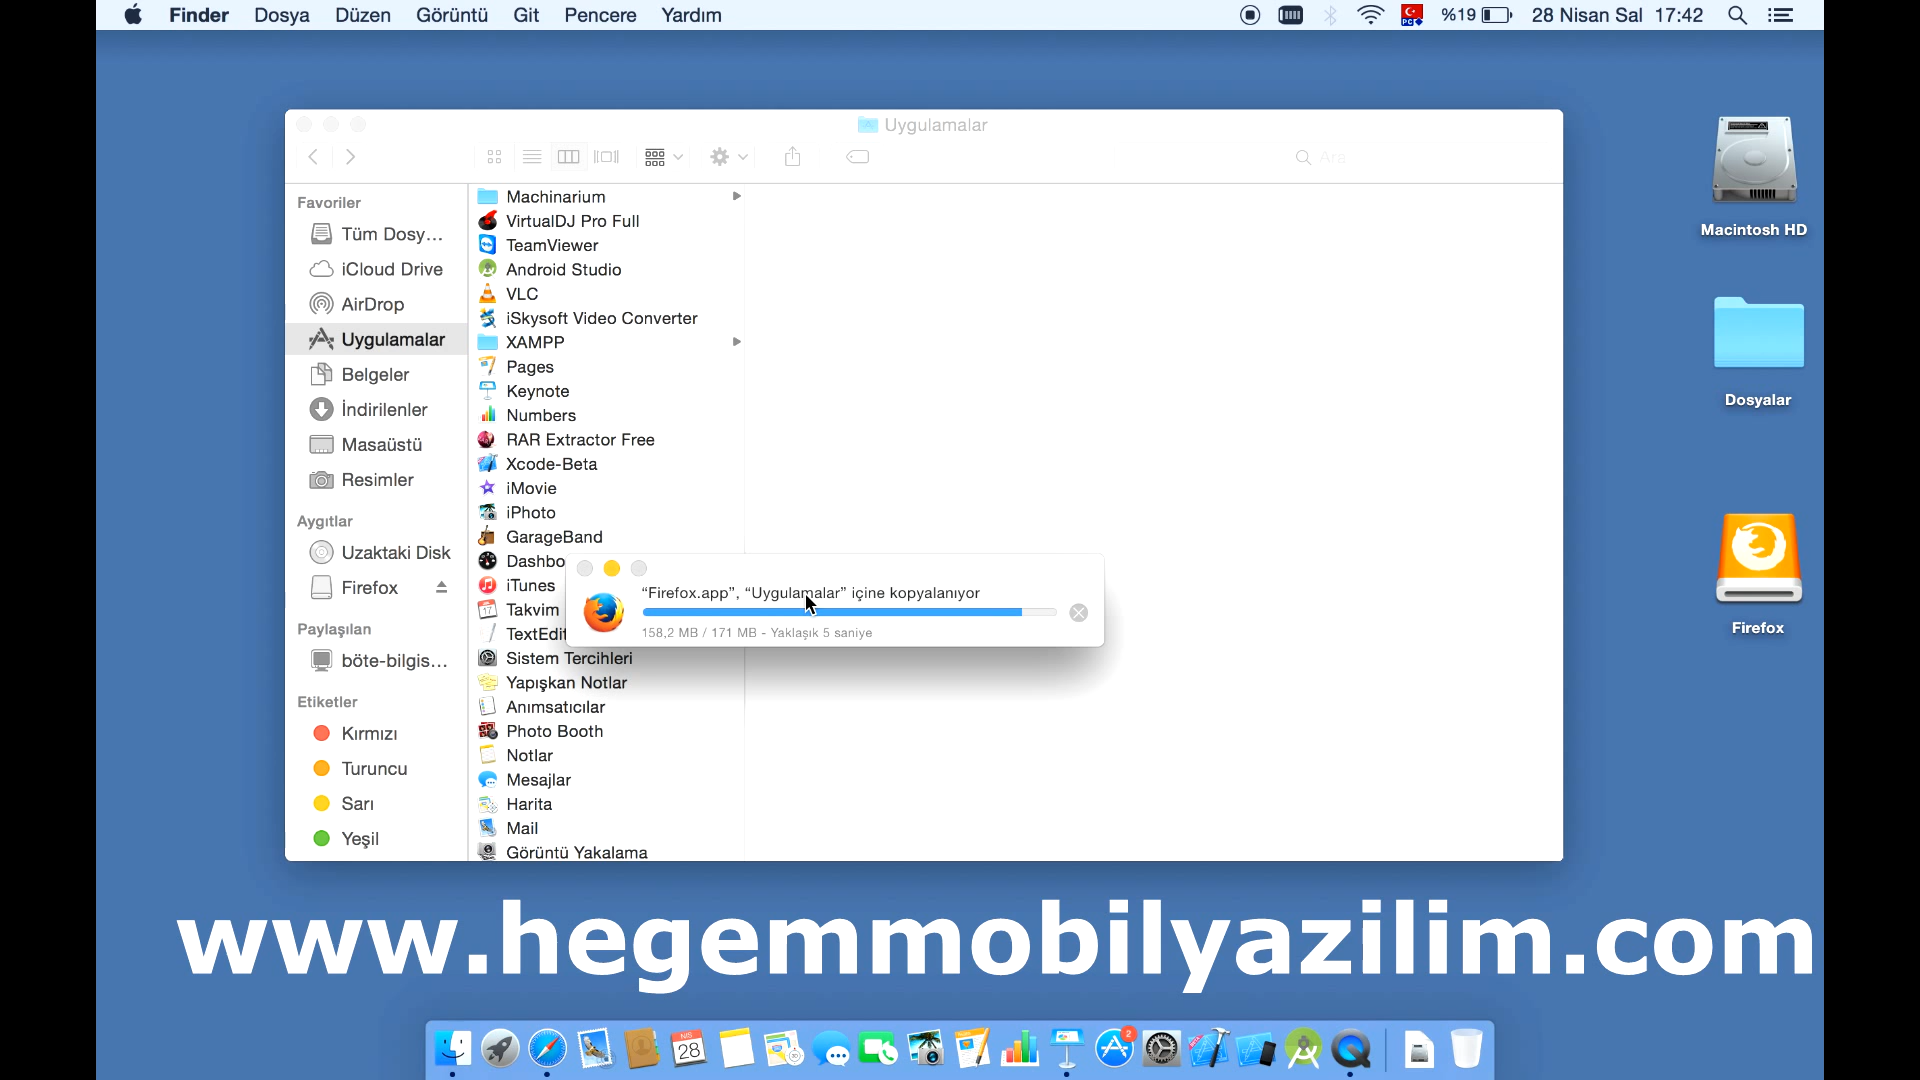 Finder Dosya Düzen Görüntü Git Pencere Yardım %19 28 Nisan Sal 17:42
Uygulamalar
Ara
Favoriler
Tüm Dosy...
iCloud Drive
AirDrop
Uygulamalar
Belgeler
İndirilenler
Masaüstü
Resimler
Aygıtlar
Uzaktaki Disk
Firefox
Paylaşılan
böte-bilgis...
Etiketler
Kırmızı
Turuncu
Sarı
Yeşil
Machinarium
VirtualDJ Pro Full
TeamViewer
Android Studio
VLC
iSkysoft Video Converter
XAMPP
Pages
Keynote
Numbers
RAR Extractor Free
Xcode-Beta
iMovie
iPhoto
GarageBand
Dashbo
iTunes
Takvim
TextEdit
Sistem Tercihleri
Yapışkan Notlar
Anımsatıcılar
Photo Booth
Notlar
Mesajlar
Harita
Mail
Görüntü Yakalama
“Firefox.app”, “Uygulamalar” içine kopyalanıyor
158,2 MB / 171 MB - Yaklaşık 5 saniye
Macintosh HD
Dosyalar
Firefox
www.hegemmobilyazilim.com
NIS
28
2